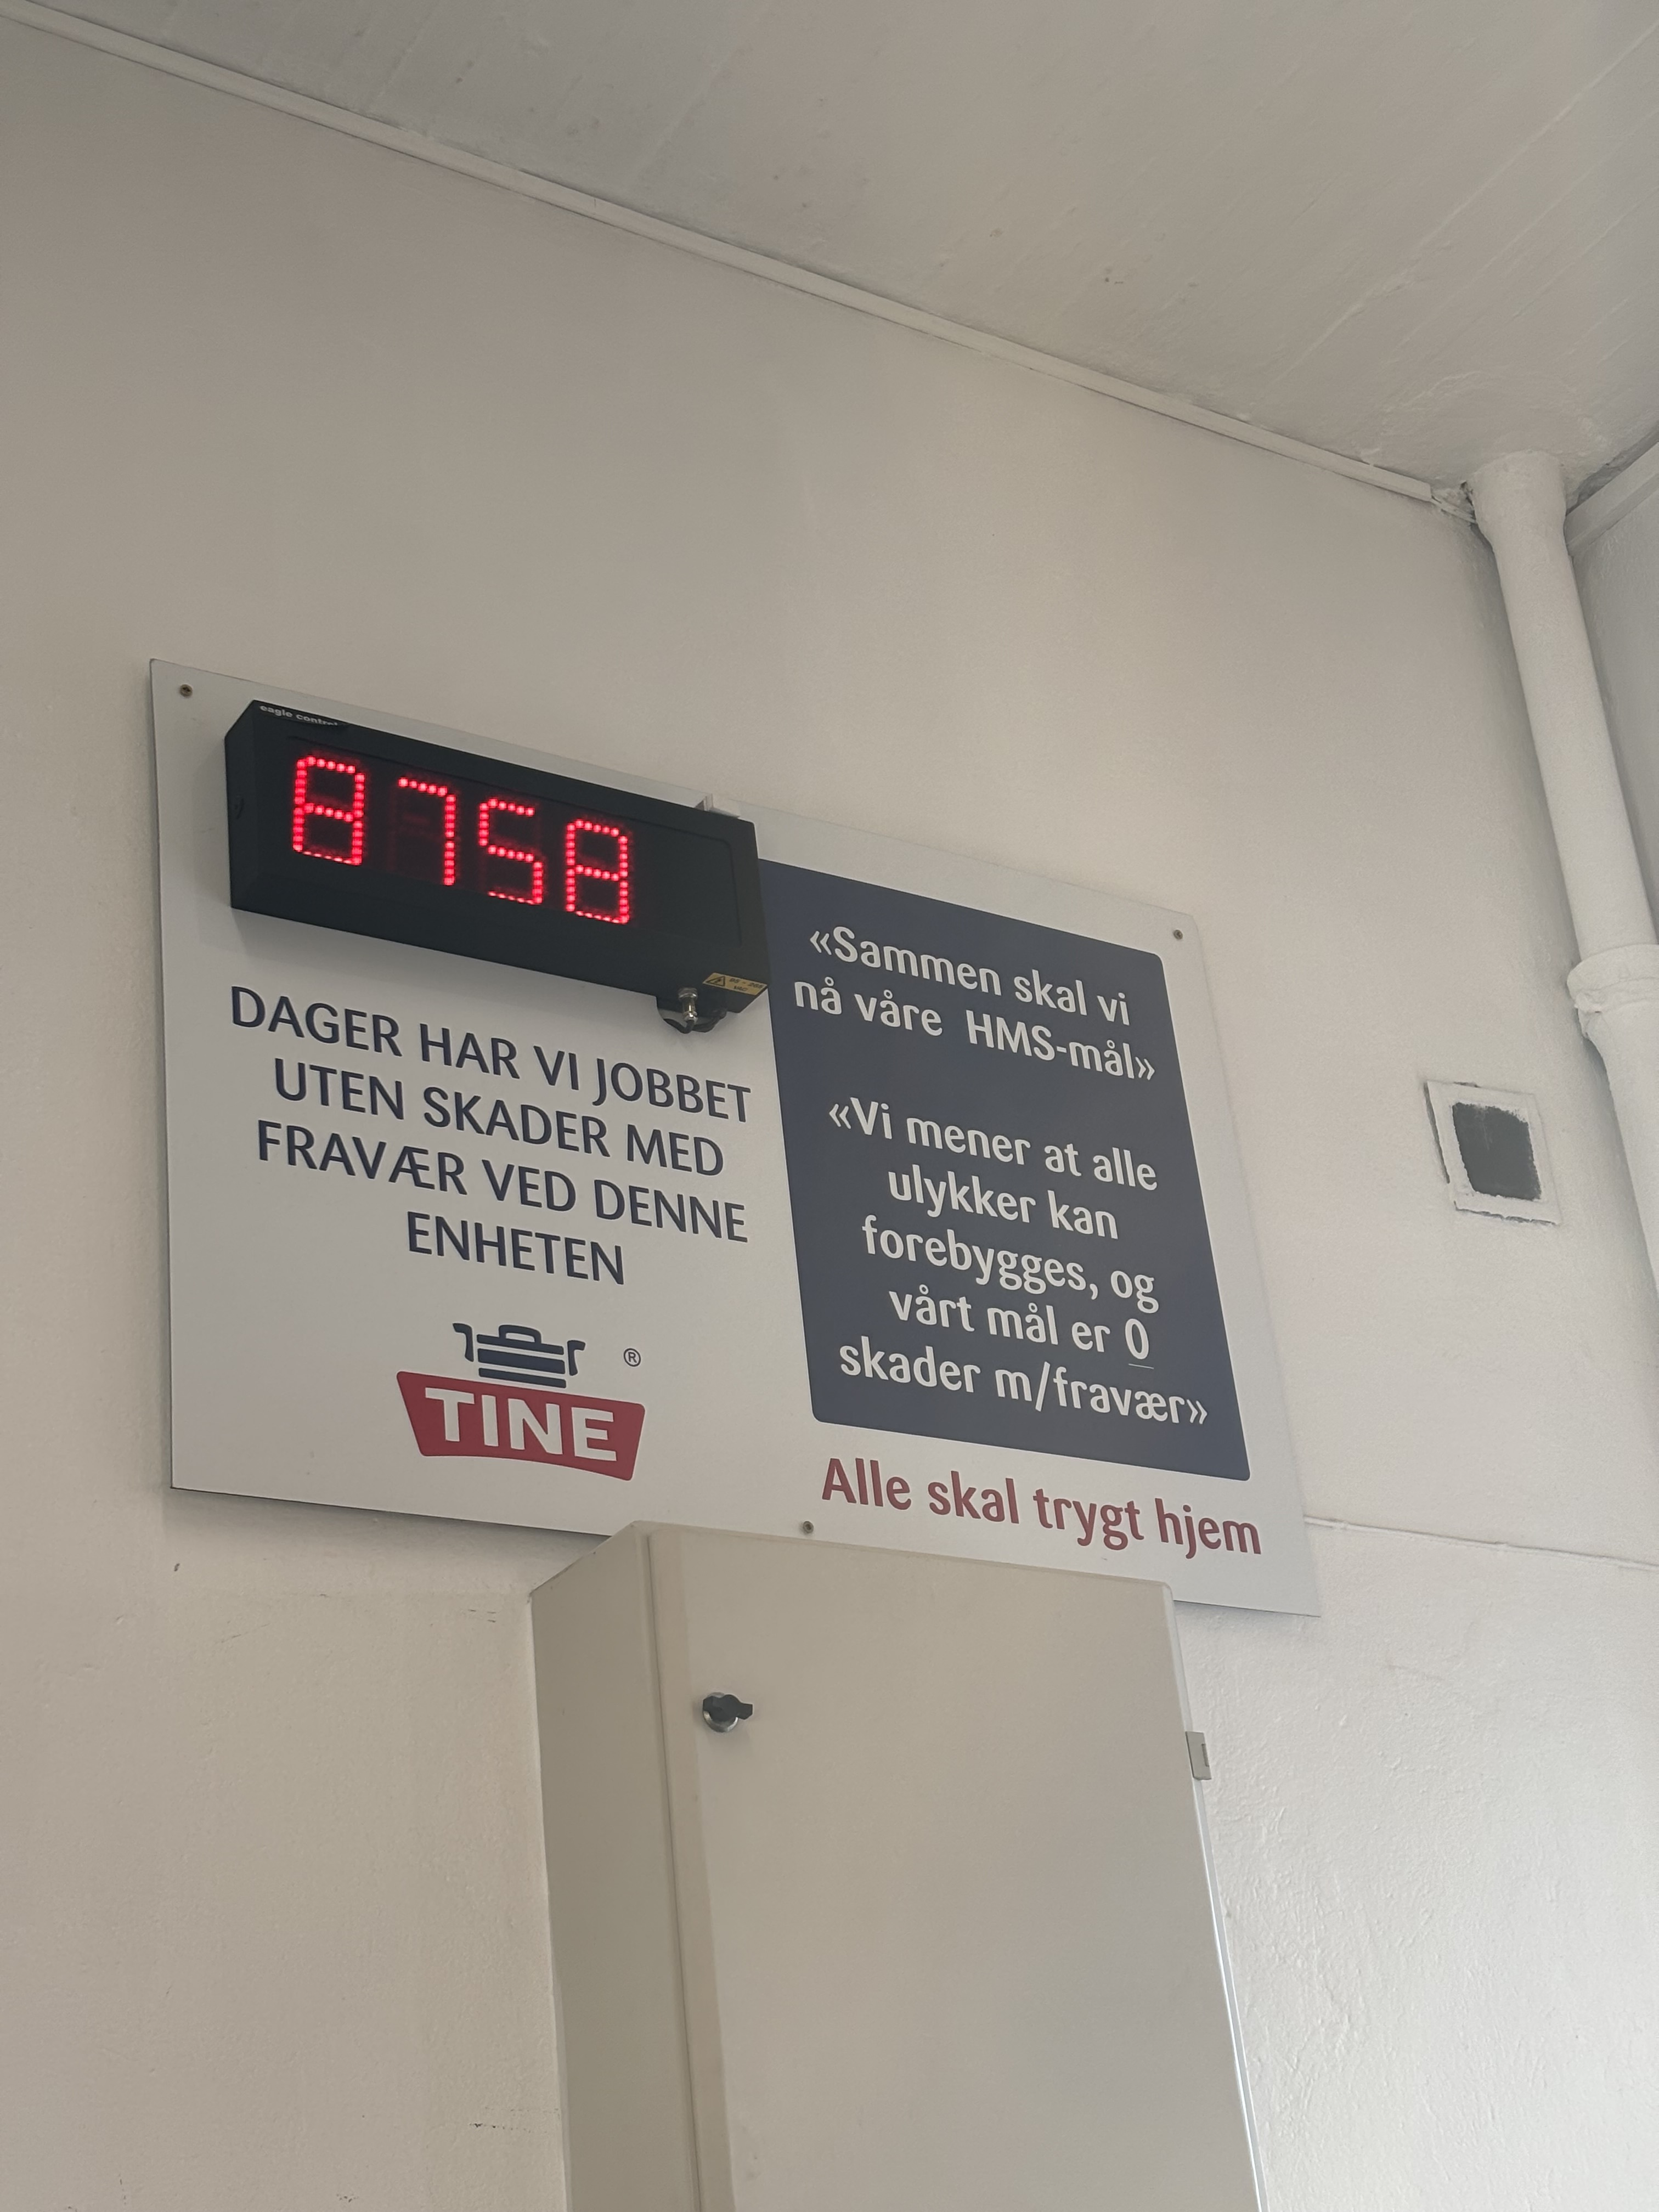 eagle control
8758
DAGER HAR VI JOBBET
UTEN SKADER MED
FRAVÆR VED DENNE
ENHETEN
®
TINE
«Sammen skal vi
nå våre HMS-mål»
«Vi mener at alle
ulykker kan
forebygges, og
vårt mål er 0
skader m/fravær»
Alle skal trygt hjem